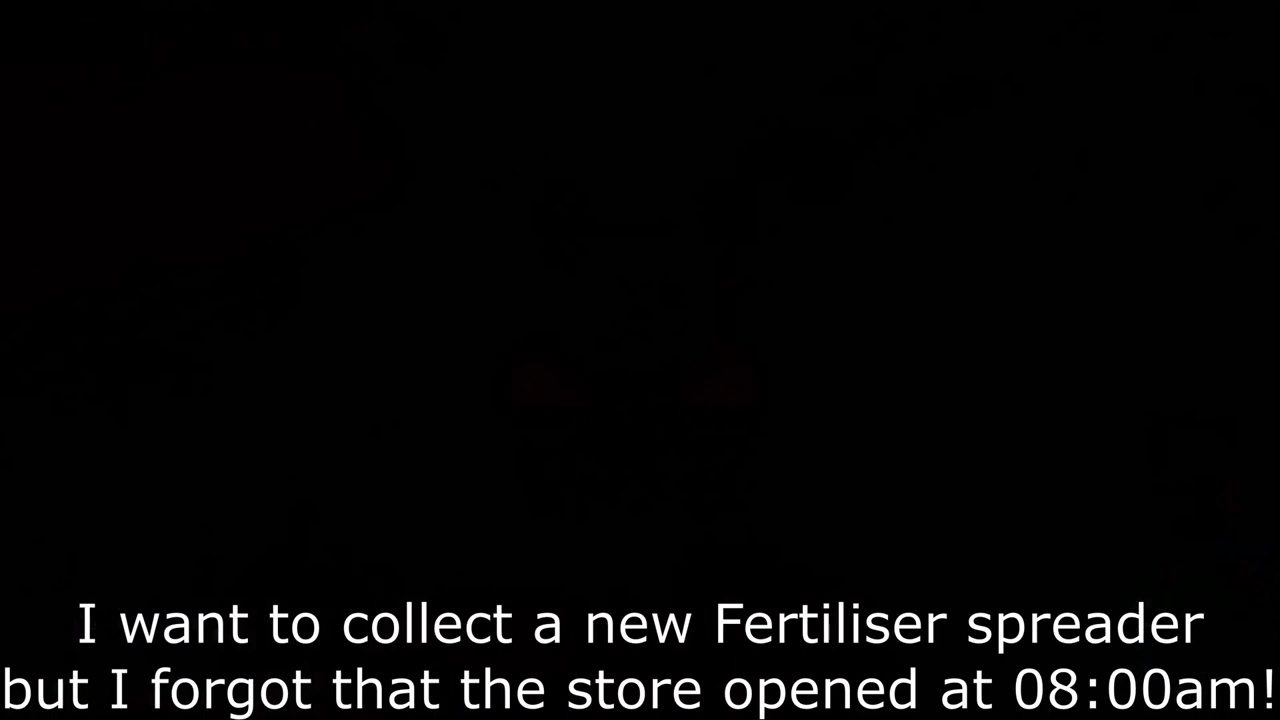 I want to collect a new Fertiliser spreader
but I forgot that the store opened at 08:00am!